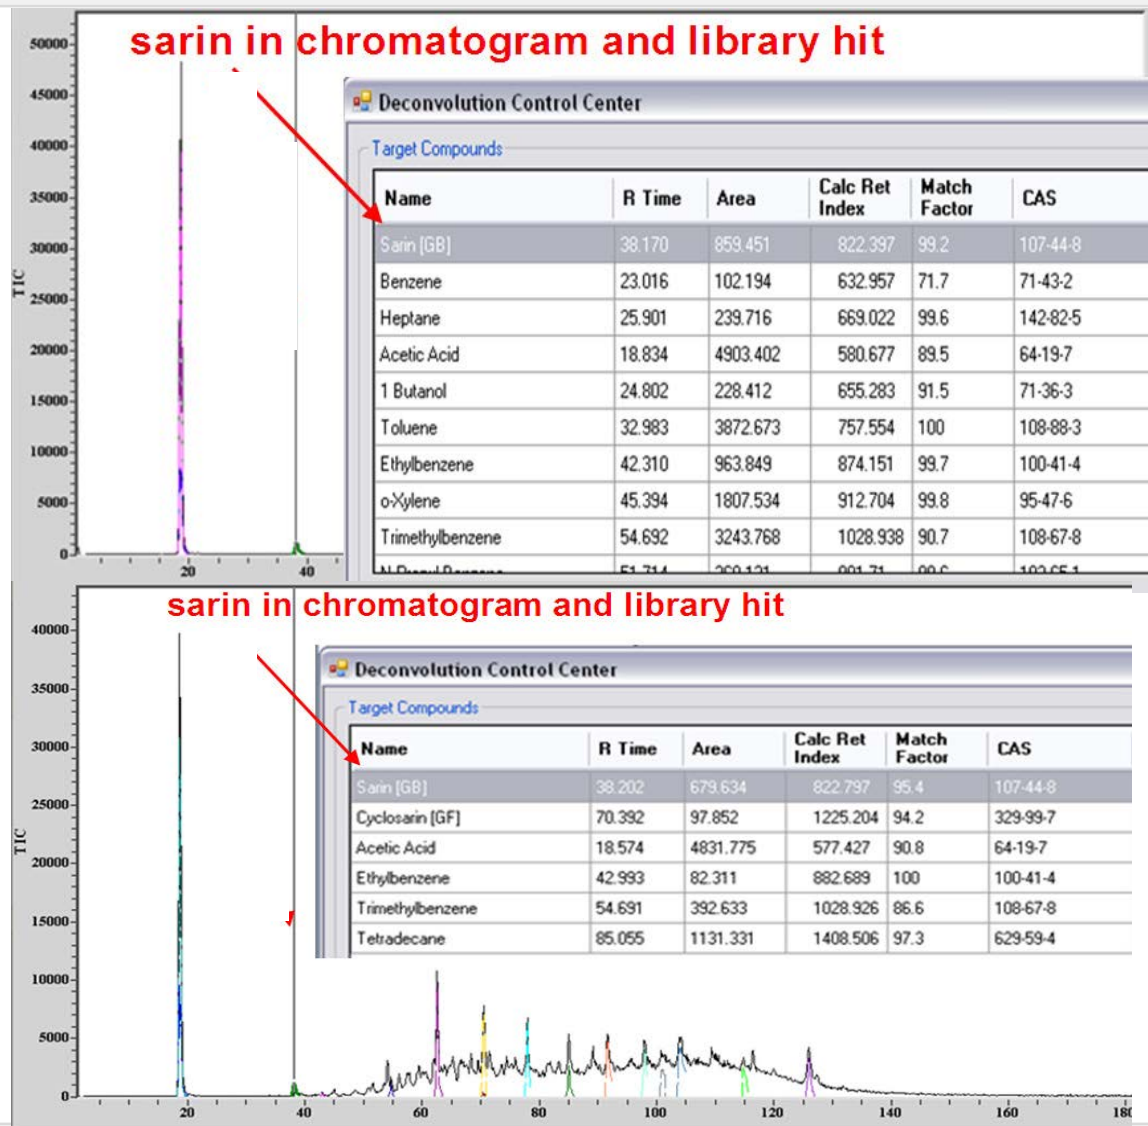 sarin in chromatogram and library hit
50000
45000
40000
35000
30000
25000
20000
15000
10000
5000
0
TIC
20 40
Deconvolution Control Center
Target Compounds
Name R Time Area Calc Ret Index Match Factor CAS
Sarin [GB] 38.170 859.451 822.397 99.2 107-44-8
Benzene 23.016 102.194 632.957 71.7 71-43-2
Heptane 25.901 239.716 669.022 99.6 142-82-5
Acetic Acid 18.834 4903.402 580.677 89.5 64-19-7
1 Butanol 24.802 228.412 655.283 91.5 71-36-3
Toluene 32.983 3872.673 757.554 100 108-88-3
Ethylbenzene 42.310 963.849 874.151 99.7 100-41-4
o-Xylene 45.394 1807.534 912.704 99.8 95-47-6
Trimethylbenzene 54.692 3243.768 1028.938 90.7 108-67-8
sarin in chromatogram and library hit
40000
35000
30000
25000
20000
15000
10000
5000
0
TIC
20 40 60 80 100 120 140 160 180
Deconvolution Control Center
Target Compounds
Name R Time Area Calc Ret Index Match Factor CAS
Sarin [GB] 38.202 679.634 822.797 95.4 107-44-8
Cyclosarin [GF] 70.392 97.852 1225.204 94.2 329-99-7
Acetic Acid 18.574 4831.775 577.427 90.8 64-19-7
Ethylbenzene 42.993 82.311 882.689 100 100-41-4
Trimethylbenzene 54.691 392.633 1028.926 86.6 108-67-8
Tetradecane 85.055 1131.331 1408.506 97.3 629-59-4